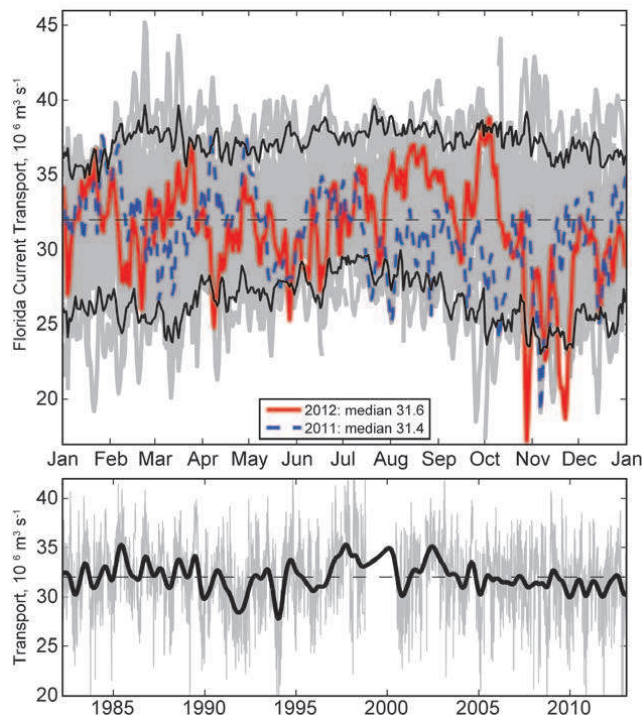 45
40
35
30
25
20
Florida Current Transport, 10⁶ m³ s⁻¹
2012: median 31.6
2011: median 31.4
Jan Feb Mar Apr May Jun Jul Aug Sep Oct Nov Dec Jan
40
35
30
25
20
Transport, 10⁶ m³ s⁻¹
1985 1990 1995 2000 2005 2010